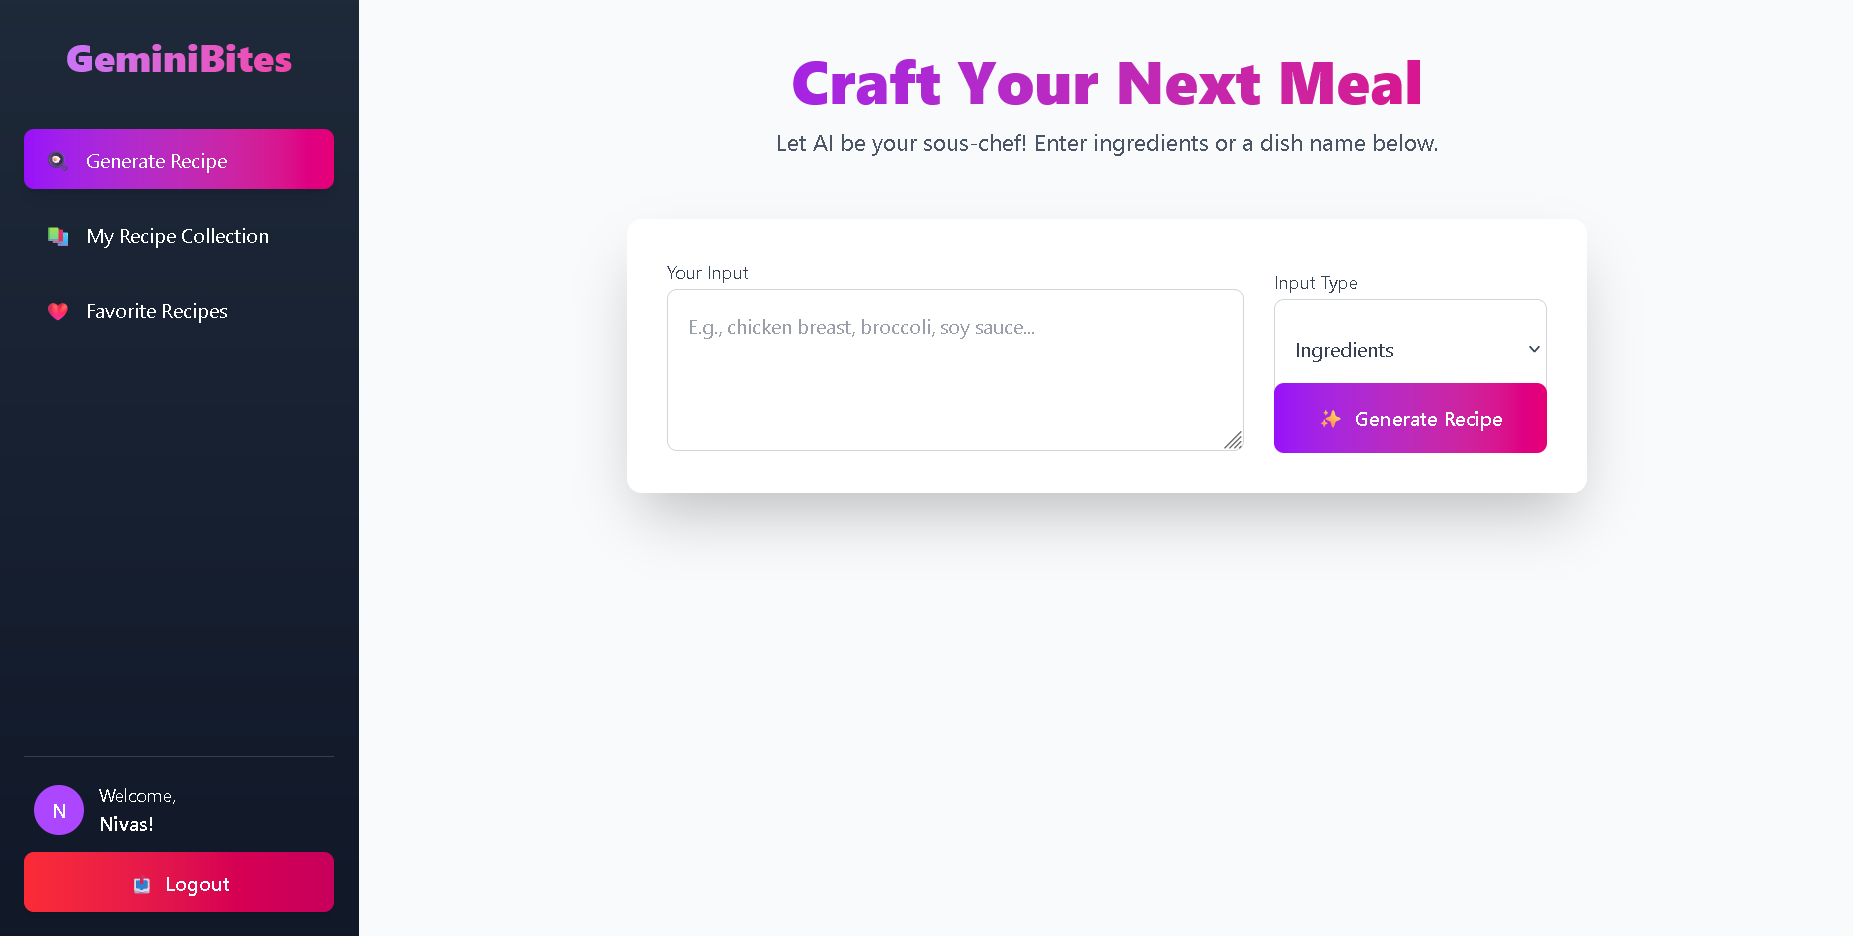 GeminiBites
Generate Recipe
My Recipe Collection
Favorite Recipes
Welcome,
N
Nivas!
Logout
Craft Your Next Meal
Let AI be your sous-chef! Enter ingredients or a dish name below.
Your Input
E.g., chicken breast, broccoli, soy sauce...
Input Type
Ingredients
Generate Recipe